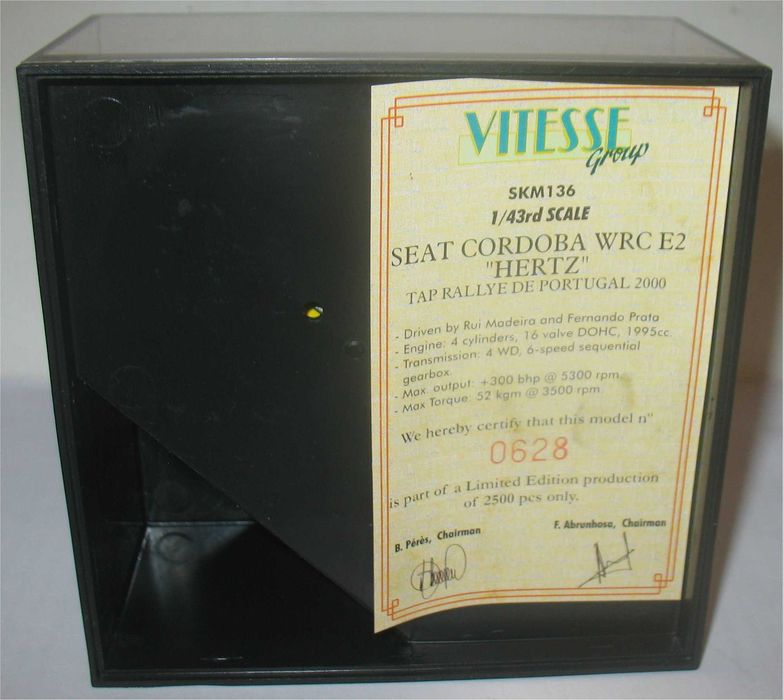 VITESSE
Group
SKM136
1/43rd SCALE
SEAT CORDOBA WRC E2
"HERTZ"
TAP RALLYE DE PORTUGAL 2000
- Driven by Rui Madeira and Fernando Prata
- Engine: 4 cylinders, 16 valve DOHC, 1995cc.
- Transmission: 4 WD, 6-speed sequential
gearbox.
- Max. output: +300 bhp @ 5300 rpm.
- Max Torque: 52 kgm @ 3500 rpm.
We hereby certify that this model n°
0628
is part of a Limited Edition production
of 2500 pcs only.
B. Pérès, Chairman
F. Abrunhosa, Chairman